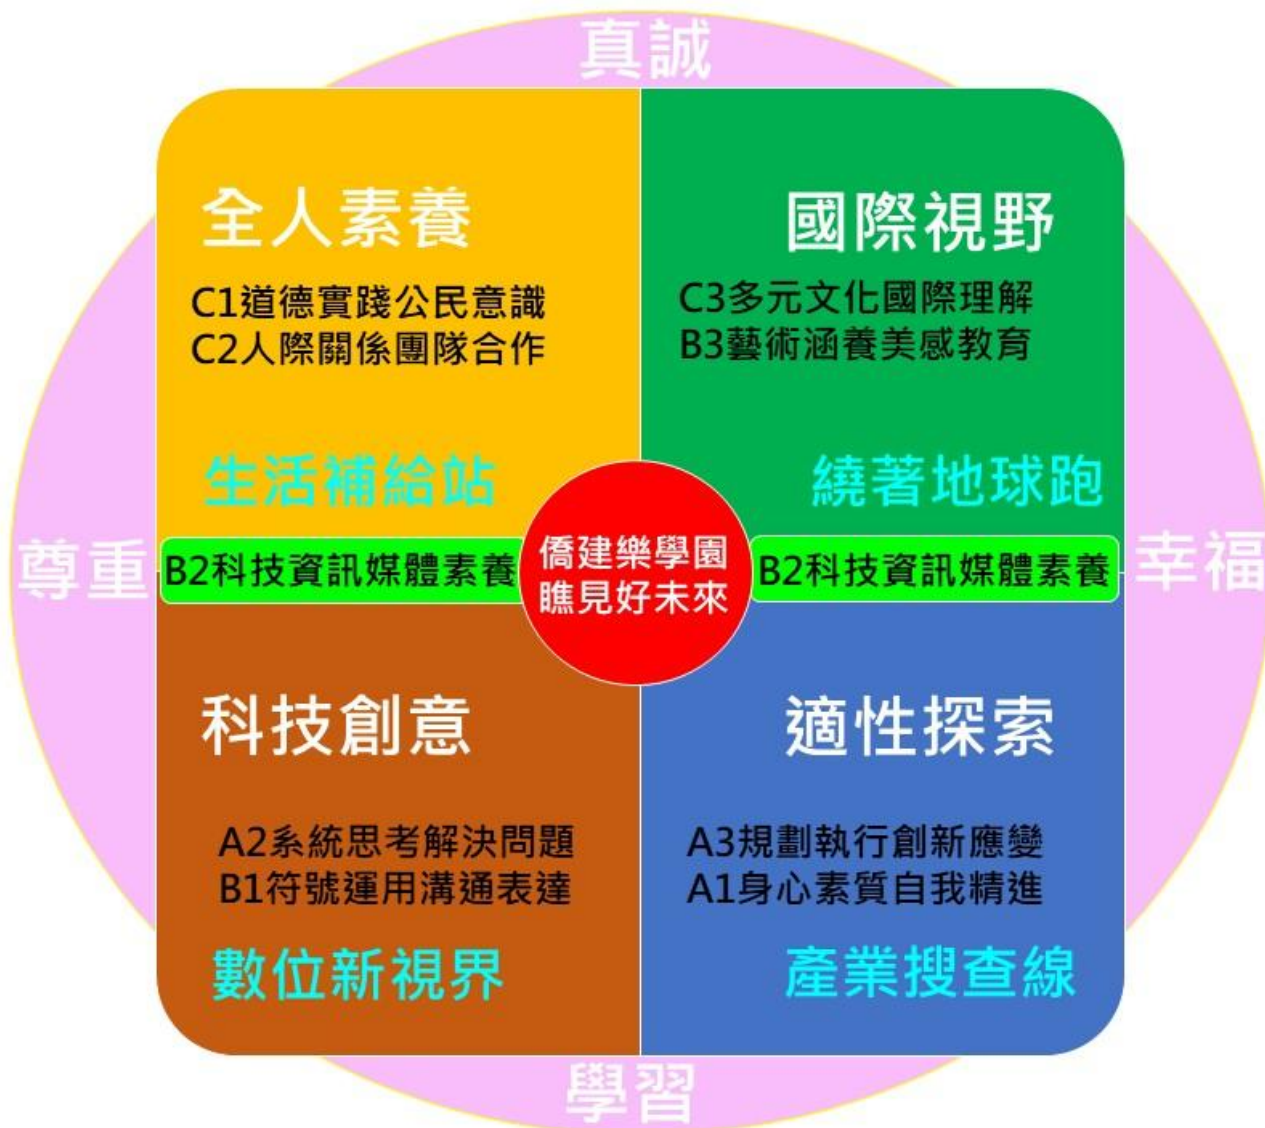 真誠
全人素養
C1道德實踐公民意識
C2人際關係團隊合作
生活補給站
國際視野
C3多元文化國際理解
B3藝術涵養美感教育
繞著地球跑
尊重
B2科技資訊媒體素養
僑建樂學園
瞧見好未來
B2科技資訊媒體素養
幸福
科技創意
A2系統思考解決問題
B1符號運用溝通表達
數位新視界
適性探索
A3規劃執行創新應變
A1身心素質自我精進
產業搜查線
學習